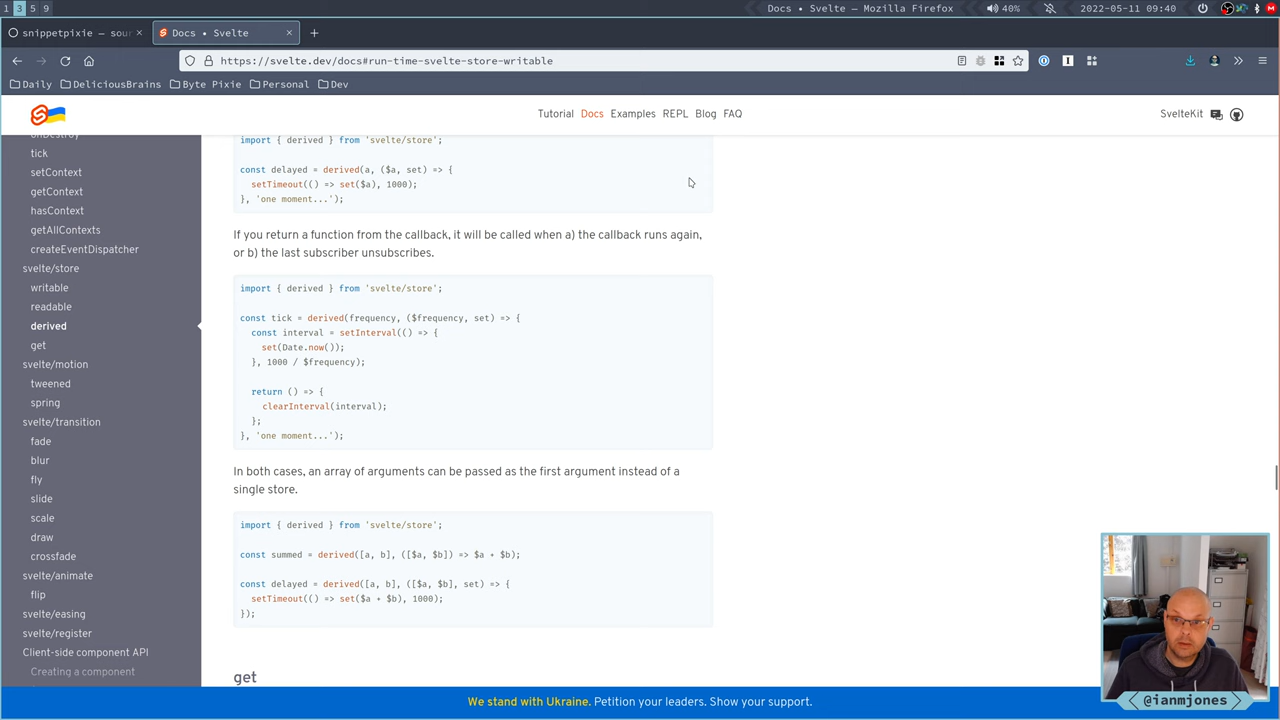 1 3 5 9
Docs • Svelte — Mozilla Firefox
40%
2022-05-11 09:40
snippetpixie — sour
Docs • Svelte
https://svelte.dev/docs#run-time-svelte-store-writable
Daily
DeliciousBrains
Byte Pixie
Personal
Dev
Tutorial Docs Examples REPL Blog FAQ
SvelteKit
onDestroy
tick
setContext
getContext
hasContext
getAllContexts
createEventDispatcher
svelte/store
writable
readable
derived
get
svelte/motion
tweened
spring
svelte/transition
fade
blur
fly
slide
scale
draw
crossfade
svelte/animate
flip
svelte/easing
svelte/register
Client-side component API
Creating a component
import { derived } from 'svelte/store';
const delayed = derived(a, ($a, set) => {
setTimeout(() => set($a), 1000);
}, 'one moment...');
If you return a function from the callback, it will be called when a) the callback runs again,
or b) the last subscriber unsubscribes.
import { derived } from 'svelte/store';
const tick = derived(frequency, ($frequency, set) => {
const interval = setInterval(() => {
set(Date.now());
}, 1000 / $frequency);
return () => {
clearInterval(interval);
};
}, 'one moment...');
In both cases, an array of arguments can be passed as the first argument instead of a
single store.
import { derived } from 'svelte/store';
const summed = derived([a, b], ([$a, $b]) => $a + $b);
const delayed = derived([a, b], ([$a, $b], set) => {
setTimeout(() => set($a + $b), 1000);
});
get
We stand with Ukraine. Petition your leaders. Show your support.
@ianmjones